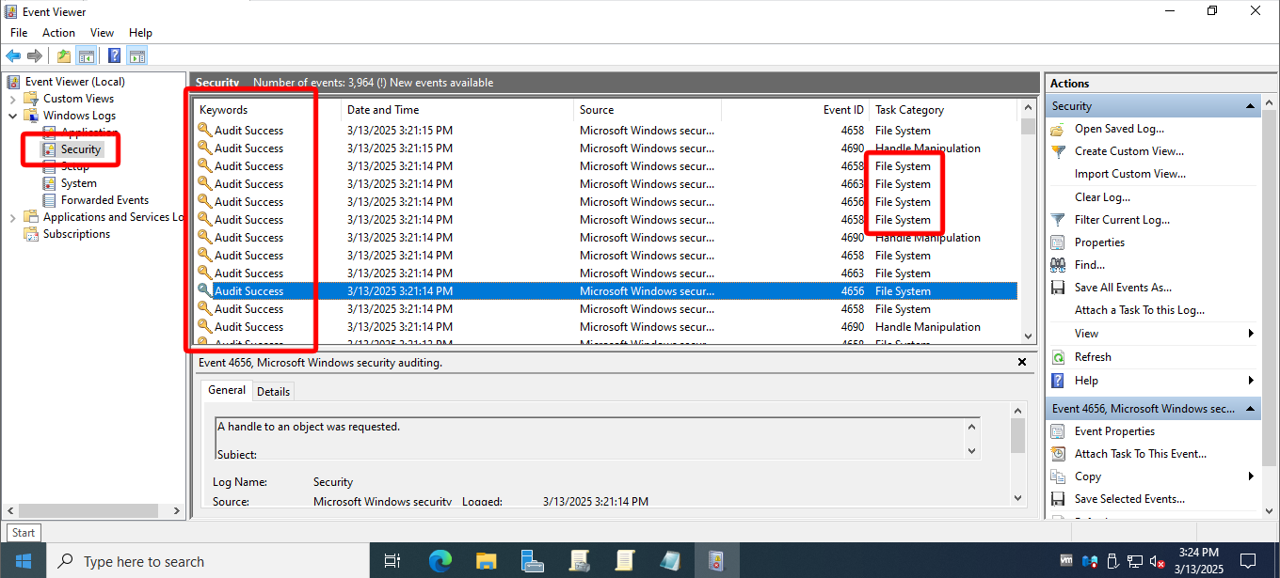 Event Viewer
File Action View Help
Event Viewer (Local)
Custom Views
Windows Logs
Application
Security
Setup
System
Forwarded Events
Applications and Services Lo
Subscriptions
Security Number of events: 3,964 (!) New events available
Keywords Date and Time Source Event ID Task Category
Audit Success 3/13/2025 3:21:15 PM Microsoft Windows secur... 4658 File System
Audit Success 3/13/2025 3:21:15 PM Microsoft Windows secur... 4690 Handle Manipulation
Audit Success 3/13/2025 3:21:14 PM Microsoft Windows secur... 4658 File System
Audit Success 3/13/2025 3:21:14 PM Microsoft Windows secur... 4663 File System
Audit Success 3/13/2025 3:21:14 PM Microsoft Windows secur... 4656 File System
Audit Success 3/13/2025 3:21:14 PM Microsoft Windows secur... 4658 File System
Audit Success 3/13/2025 3:21:14 PM Microsoft Windows secur... 4690 Handle Manipulation
Audit Success 3/13/2025 3:21:14 PM Microsoft Windows secur... 4658 File System
Audit Success 3/13/2025 3:21:14 PM Microsoft Windows secur... 4663 File System
Audit Success 3/13/2025 3:21:14 PM Microsoft Windows secur... 4656 File System
Audit Success 3/13/2025 3:21:14 PM Microsoft Windows secur... 4658 File System
Audit Success 3/13/2025 3:21:14 PM Microsoft Windows secur... 4690 Handle Manipulation
Event 4656, Microsoft Windows security auditing.
General Details
A handle to an object was requested.
Subject:
Log Name: Security
Source: Microsoft Windows security Logged: 3/13/2025 3:21:14 PM
Actions
Security
Open Saved Log...
Create Custom View...
Import Custom View...
Clear Log...
Filter Current Log...
Properties
Find...
Save All Events As...
Attach a Task To this Log...
View
Refresh
Help
Event 4656, Microsoft Windows sec...
Event Properties
Attach Task To This Event...
Copy
Save Selected Events...
Start
Type here to search
vm
3:24 PM
3/13/2025